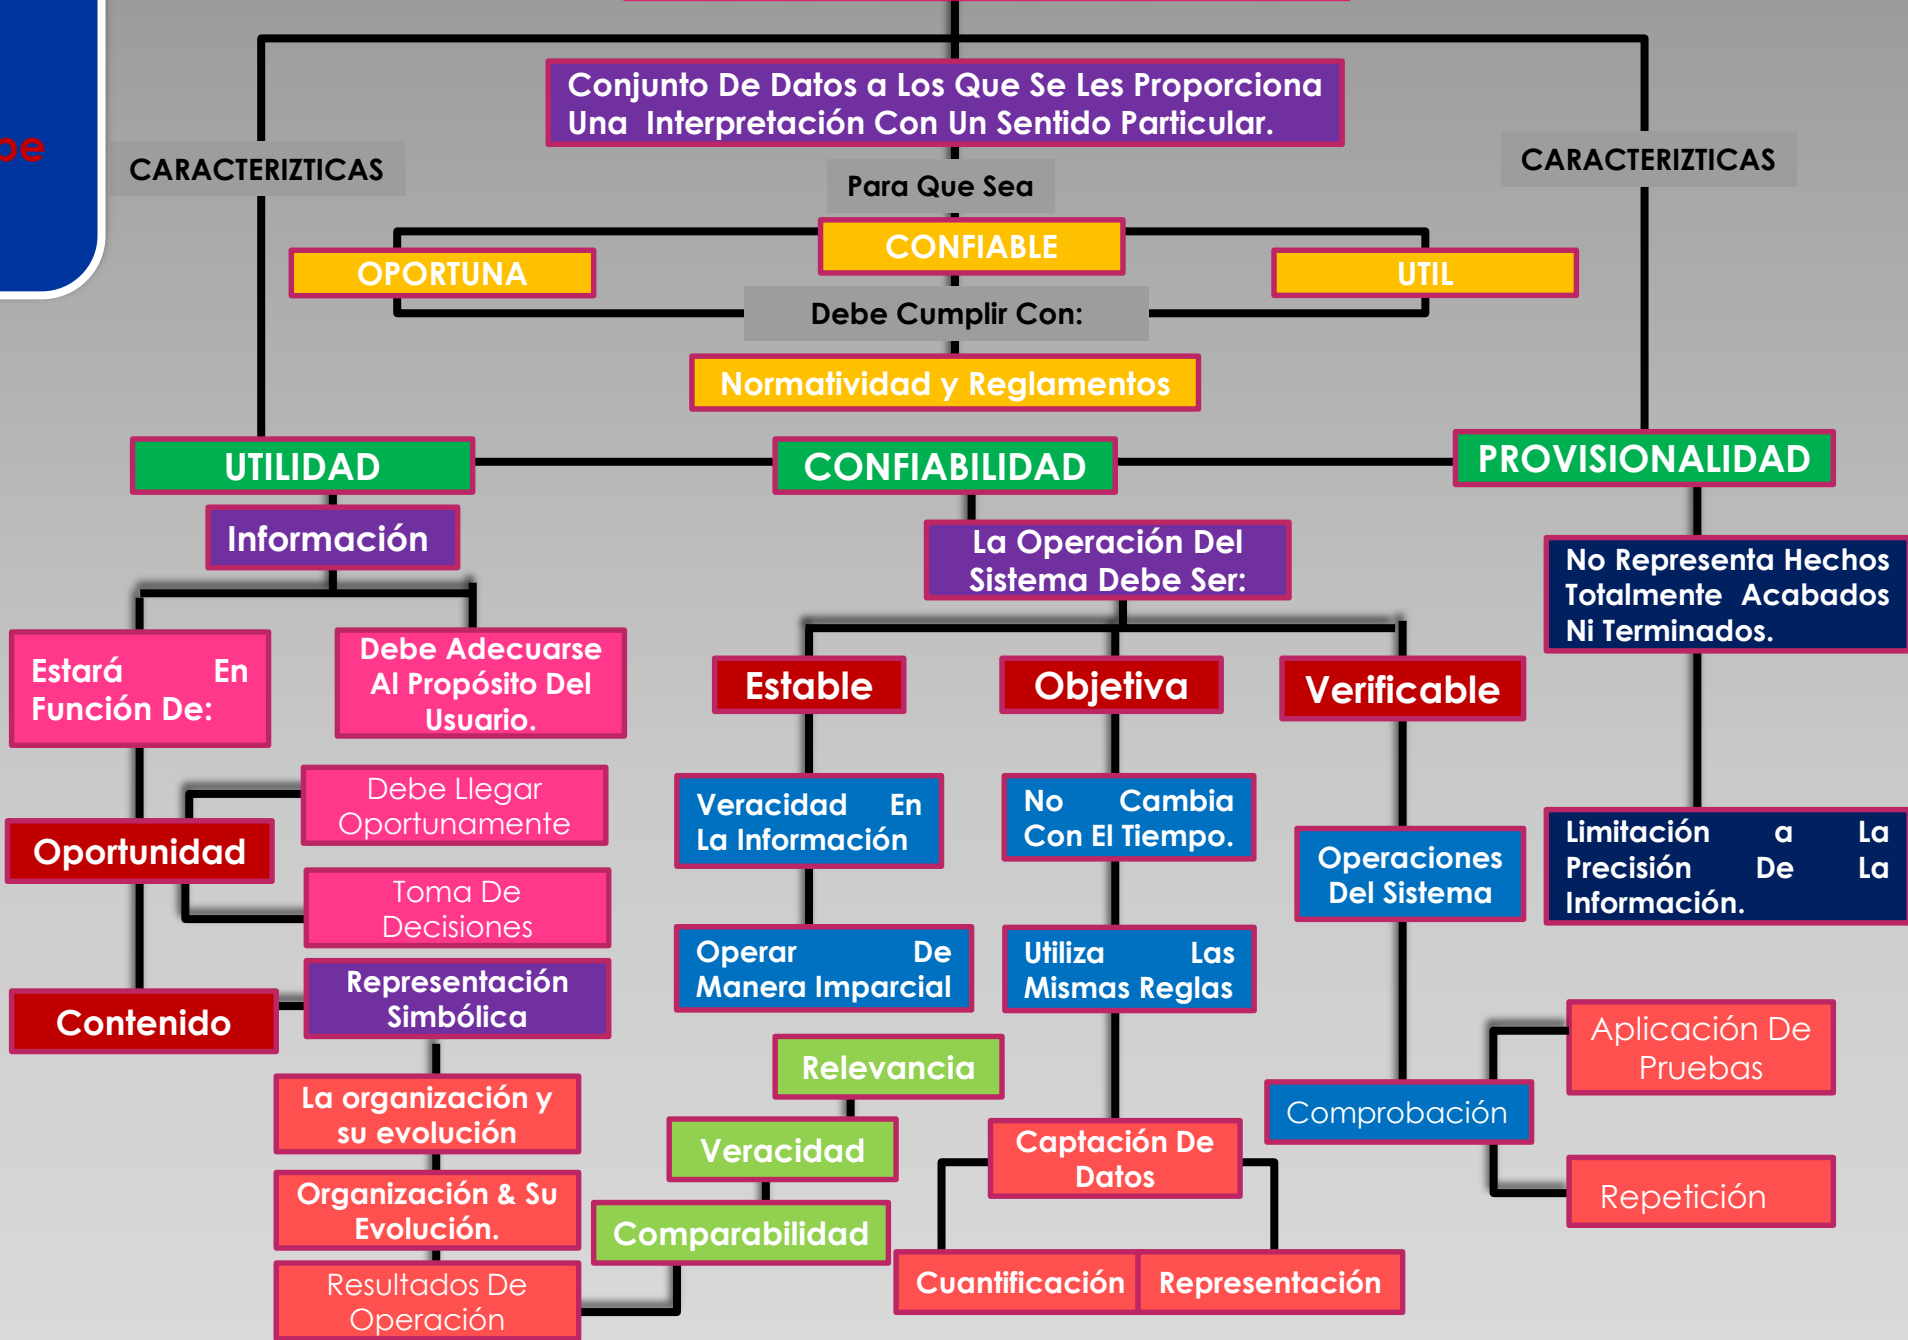 Conjunto De Datos a Los Que Se Les Proporciona
Una Interpretación Con Un Sentido Particular.
CARACTERIZTICAS
CARACTERIZTICAS
Para Que Sea
CONFIABLE
OPORTUNA
UTIL
Debe Cumplir Con:
Normatividad y Reglamentos
UTILIDAD
CONFIABILIDAD
PROVISIONALIDAD
Información
La Operación Del
Sistema Debe Ser:
No Representa Hechos
Totalmente Acabados
Ni Terminados.
Estará En
Función De:
Debe Adecuarse
Al Propósito Del
Usuario.
Estable
Objetiva
Verificable
Debe Llegar
Oportunamente
Oportunidad
Toma De
Decisiones
Veracidad En
La Información
No Cambia
Con El Tiempo.
Operaciones
Del Sistema
Limitación a La
Precisión De La
Información.
Operar De
Manera Imparcial
Utiliza Las
Mismas Reglas
Contenido
Representación
Simbólica
Relevancia
Aplicación De
Pruebas
La organización y
su evolución
Veracidad
Captación De
Datos
Comprobación
Organización & Su
Evolución.
Comparabilidad
Repetición
Resultados De
Operación
Cuantificación
Representación